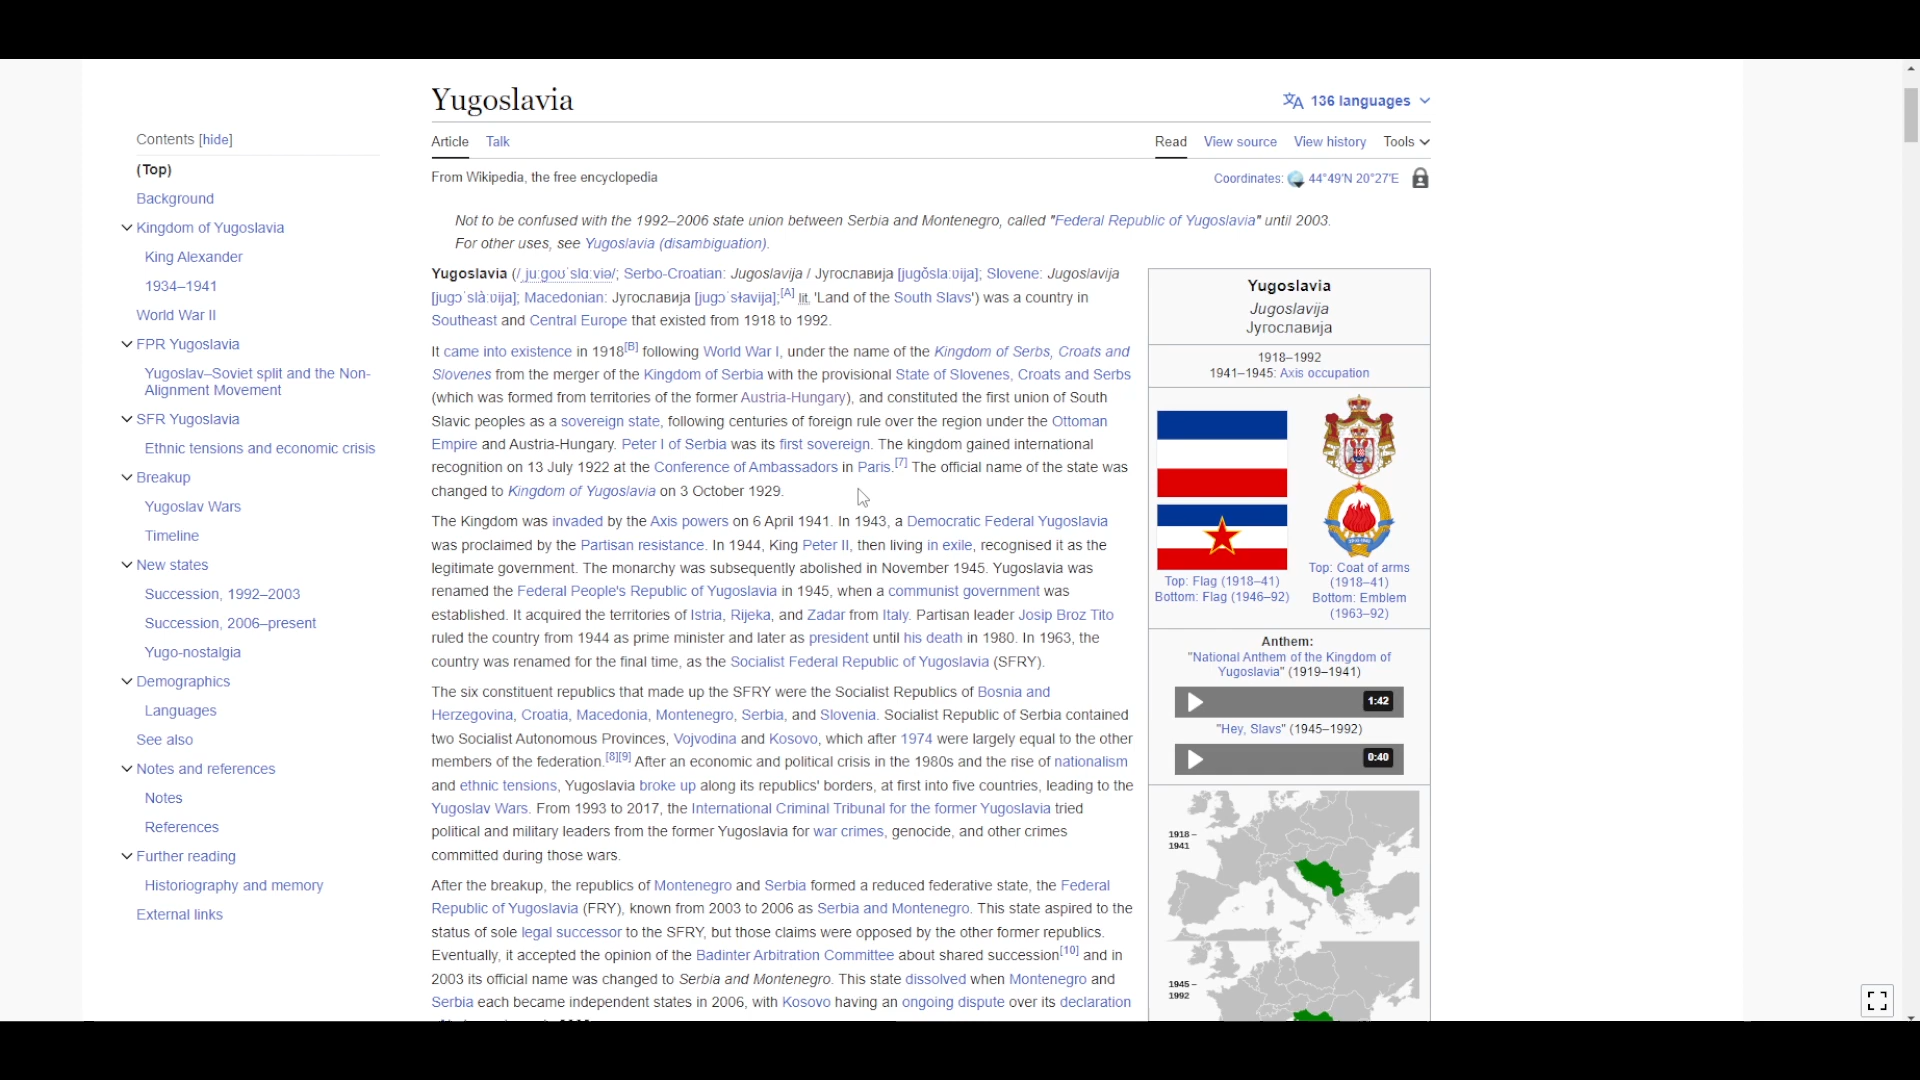 Yugoslavia
136 languages
Contents [hide]
(Top)
Background
Kingdom of Yugoslavia
King Alexander
1934–1941
World War II
FPR Yugoslavia
Yugoslav–Soviet split and the Non-
Alignment Movement
SFR Yugoslavia
Ethnic tensions and economic crisis
Breakup
Yugoslav Wars
Timeline
New states
Succession, 1992–2003
Succession, 2006–present
Yugo-nostalgia
Demographics
Languages
See also
Notes and references
Notes
References
Further reading
Historiography and memory
External links
Article Talk
Read View source View history Tools
From Wikipedia, the free encyclopedia
Coordinates: 44°49′N 20°27′E
Not to be confused with the 1992–2006 state union between Serbia and Montenegro, called "Federal Republic of Yugoslavia" until 2003.
For other uses, see Yugoslavia (disambiguation).
Yugoslavia (/ˌjuːɡoʊˈslɑːviə/; Serbo-Croatian: Jugoslavija / Југославија [juɡǒslaːʋija]; Slovene: Jugoslavija
[juɡɔˈslàːʋija]; Macedonian: Југославија [juɡɔˈsɫavija];[A] lit. 'Land of the South Slavs') was a country in
Southeast and Central Europe that existed from 1918 to 1992.
It came into existence in 1918[B] following World War I, under the name of the Kingdom of Serbs, Croats and
Slovenes from the merger of the Kingdom of Serbia with the provisional State of Slovenes, Croats and Serbs
(which was formed from territories of the former Austria-Hungary), and constituted the first union of South
Slavic peoples as a sovereign state, following centuries of foreign rule over the region under the Ottoman
Empire and Austria-Hungary. Peter I of Serbia was its first sovereign. The kingdom gained international
recognition on 13 July 1922 at the Conference of Ambassadors in Paris.[7] The official name of the state was
changed to Kingdom of Yugoslavia on 3 October 1929.
The Kingdom was invaded by the Axis powers on 6 April 1941. In 1943, a Democratic Federal Yugoslavia
was proclaimed by the Partisan resistance. In 1944, King Peter II, then living in exile, recognised it as the
legitimate government. The monarchy was subsequently abolished in November 1945. Yugoslavia was
renamed the Federal People's Republic of Yugoslavia in 1945, when a communist government was
established. It acquired the territories of Istria, Rijeka, and Zadar from Italy. Partisan leader Josip Broz Tito
ruled the country from 1944 as prime minister and later as president until his death in 1980. In 1963, the
country was renamed for the final time, as the Socialist Federal Republic of Yugoslavia (SFRY).
The six constituent republics that made up the SFRY were the Socialist Republics of Bosnia and
Herzegovina, Croatia, Macedonia, Montenegro, Serbia, and Slovenia. Socialist Republic of Serbia contained
two Socialist Autonomous Provinces, Vojvodina and Kosovo, which after 1974 were largely equal to the other
members of the federation.[8][9] After an economic and political crisis in the 1980s and the rise of nationalism
and ethnic tensions, Yugoslavia broke up along its republics' borders, at first into five countries, leading to the
Yugoslav Wars. From 1993 to 2017, the International Criminal Tribunal for the former Yugoslavia tried
political and military leaders from the former Yugoslavia for war crimes, genocide, and other crimes
committed during those wars.
After the breakup, the republics of Montenegro and Serbia formed a reduced federative state, the Federal
Republic of Yugoslavia (FRY), known from 2003 to 2006 as Serbia and Montenegro. This state aspired to the
status of sole legal successor to the SFRY, but those claims were opposed by the other former republics.
Eventually, it accepted the opinion of the Badinter Arbitration Committee about shared succession[10] and in
2003 its official name was changed to Serbia and Montenegro. This state dissolved when Montenegro and
Serbia each became independent states in 2006, with Kosovo having an ongoing dispute over its declaration
Yugoslavia
Jugoslavija
Југославија
1918–1992
1941–1945: Axis occupation
Top: Flag (1918–41)
Bottom: Flag (1946–92)
Top: Coat of arms
(1918–41)
Bottom: Emblem
(1963–92)
Anthem:
"National Anthem of the Kingdom of
Yugoslavia" (1919–1941)
1:42
"Hey, Slavs" (1945–1992)
0:40
1918 –
1941
1945 –
1992